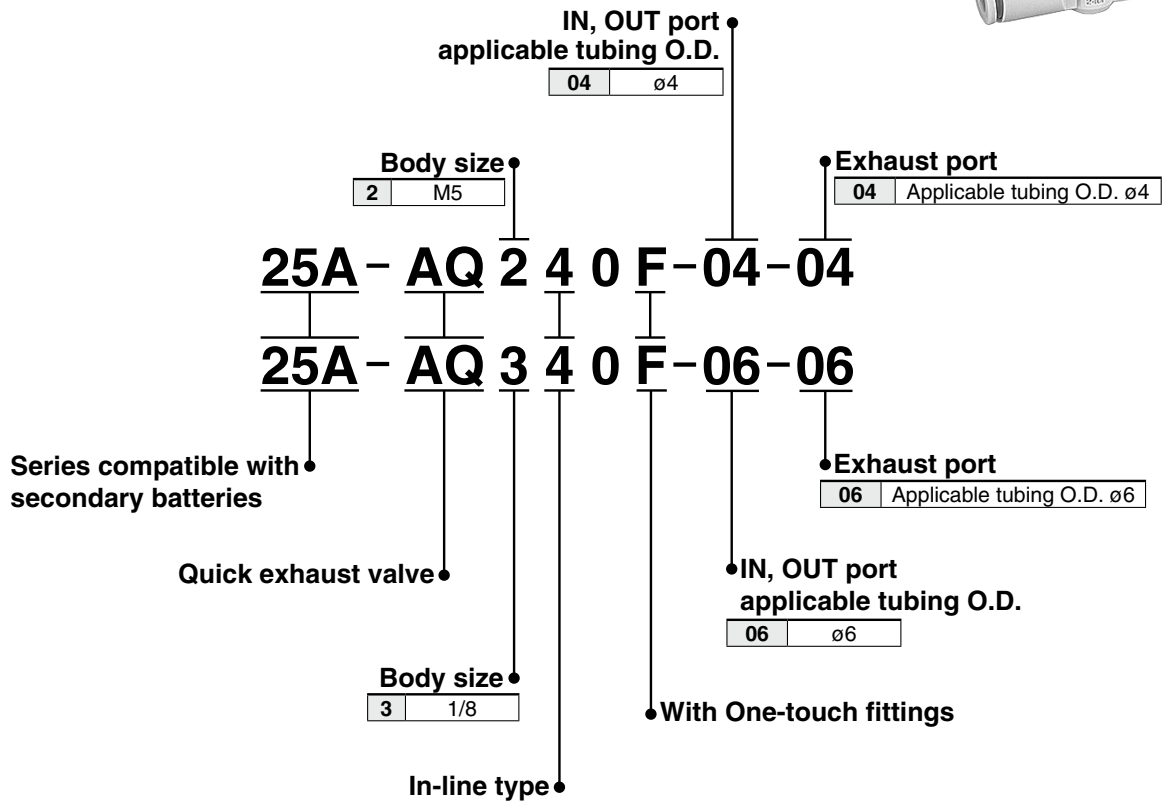 IN, OUT port
applicable tubing O.D.
04 ø4
Body size
2 M5
Exhaust port
04 Applicable tubing O.D. ø4
25A - AQ 2 4 0 F - 04 - 04
25A - AQ 3 4 0 F - 06 - 06
Series compatible with
secondary batteries
Exhaust port
06 Applicable tubing O.D. ø6
Quick exhaust valve
IN, OUT port
applicable tubing O.D.
06 ø6
Body size
3 1/8
With One-touch fittings
In-line type